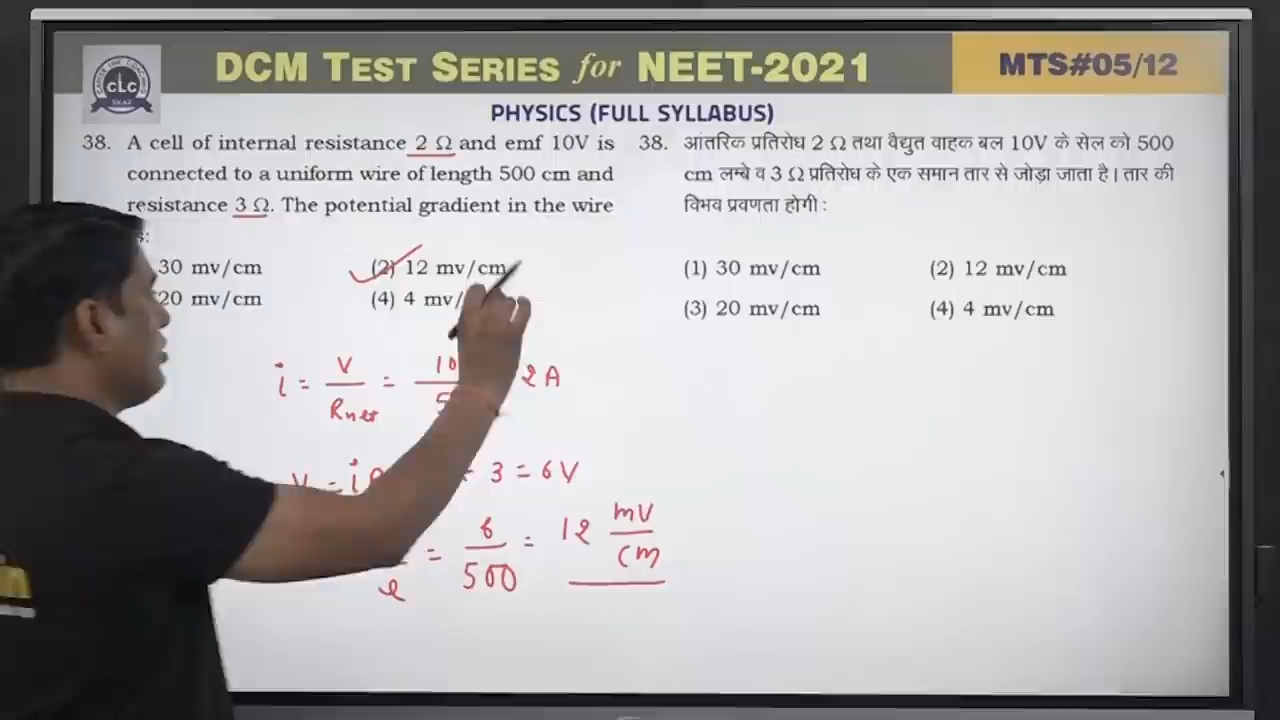 DCM TEST SERIES for NEET-2021
MTS#05/12
CLC
PHYSICS (FULL SYLLABUS)
38. A cell of internal resistance 2 Ω and emf 10V is
connected to a uniform wire of length 500 cm and
resistance 3 Ω. The potential gradient in the wire
s:
30 mv/cm (2) 12 mv/cm
20 mv/cm (4) 4 mv/
38. आंतरिक प्रतिरोध 2 Ω तथा वैद्युत वाहक बल 10V के सेल को 500
cm लम्बे व 3 Ω प्रतिरोध के एक समान तार से जोड़ा जाता है। तार की
विभव प्रवणता होगी :
(1) 30 mv/cm (2) 12 mv/cm
(3) 20 mv/cm (4) 4 mv/cm
i = V/Rnet = 10/5 2A
V = i 3 = 6V
l = 6/500 = 12 mV/cm